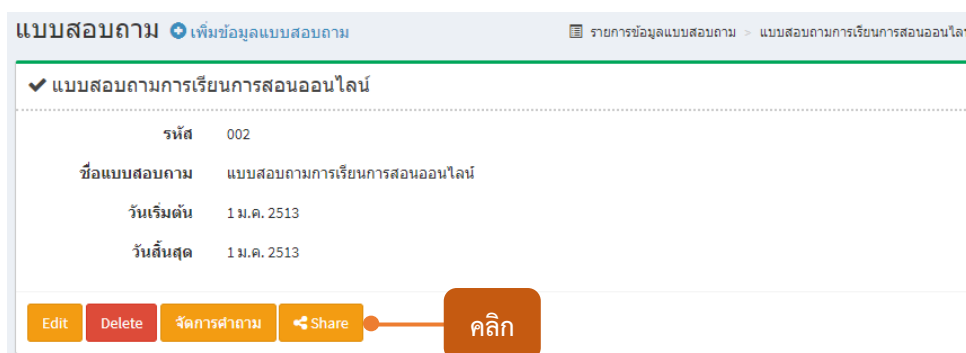 แบบสอบถาม เพิ่มข้อมูลแบบสอบถาม
รายการข้อมูลแบบสอบถาม > แบบสอบถามการเรียนการสอนออนไลน์
แบบสอบถามการเรียนการสอนออนไลน์
รหัส 002
ชื่อแบบสอบถาม แบบสอบถามการเรียนการสอนออนไลน์
วันเริ่มต้น 1 ม.ค. 2513
วันสิ้นสุด 1 ม.ค. 2513
Edit Delete จัดการคำถาม Share คลิก